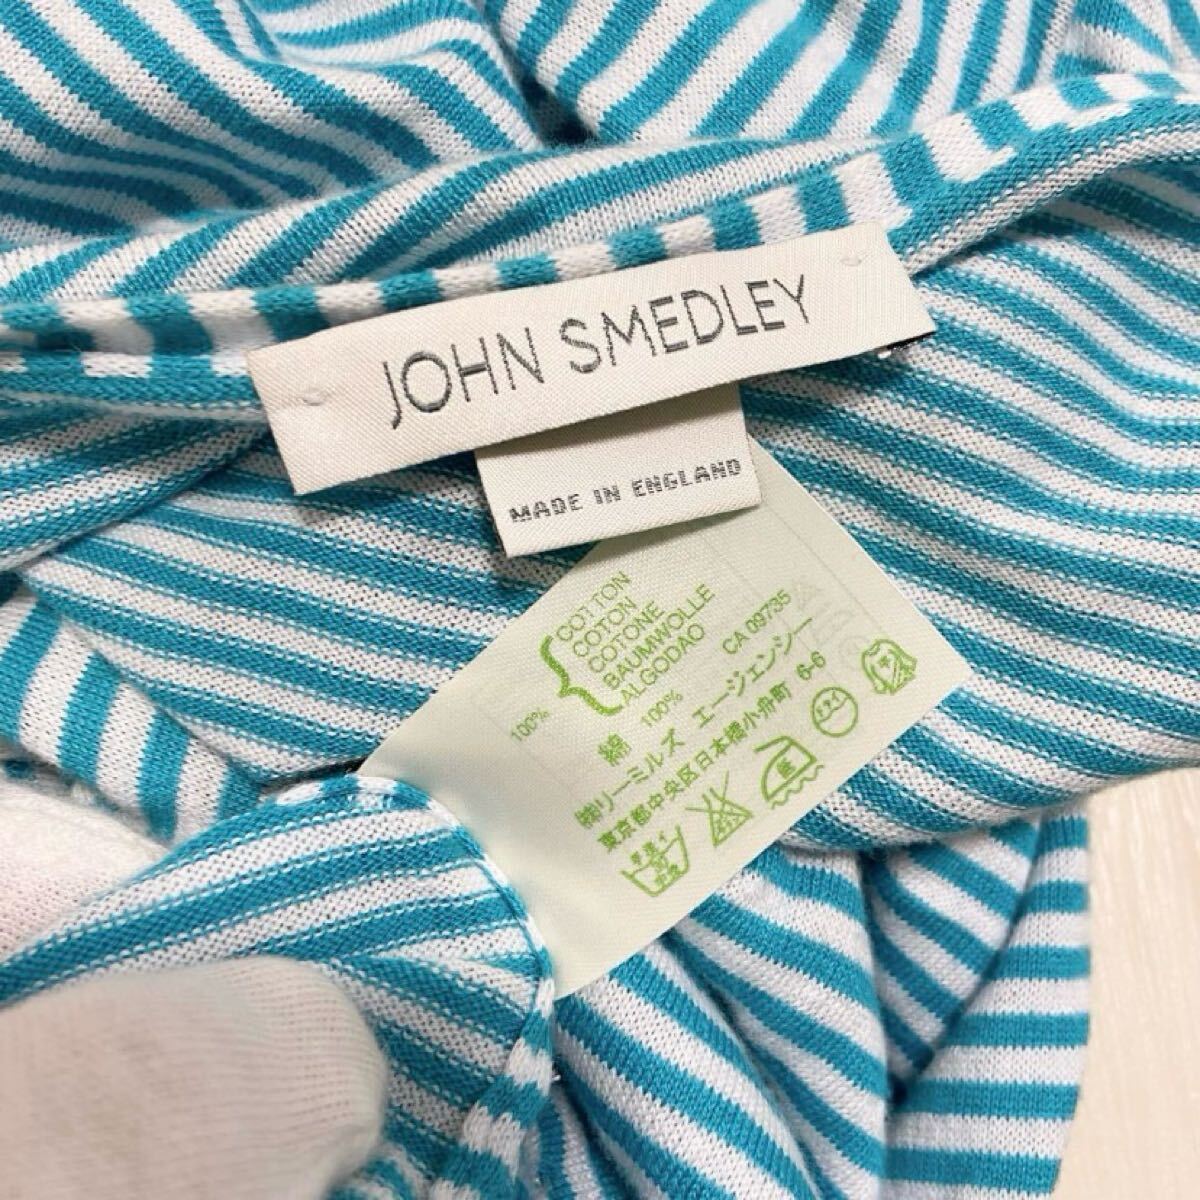 JOHN SMEDLEY
MADE IN ENGLAND
COTTON
COTON
COTONE
BAUMWOLLE
ALGODAO
100%
綿 100% CA 09735
㈱リーミルズ エージェンシー
東京都中央区日本橋小舟町 6-6